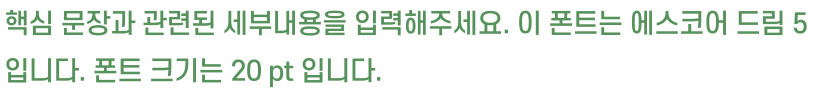 핵심 문장과 관련된 세부내용을 입력해주세요. 이 폰트는 에스코어 드림 5
입니다. 폰트 크기는 20 pt 입니다.